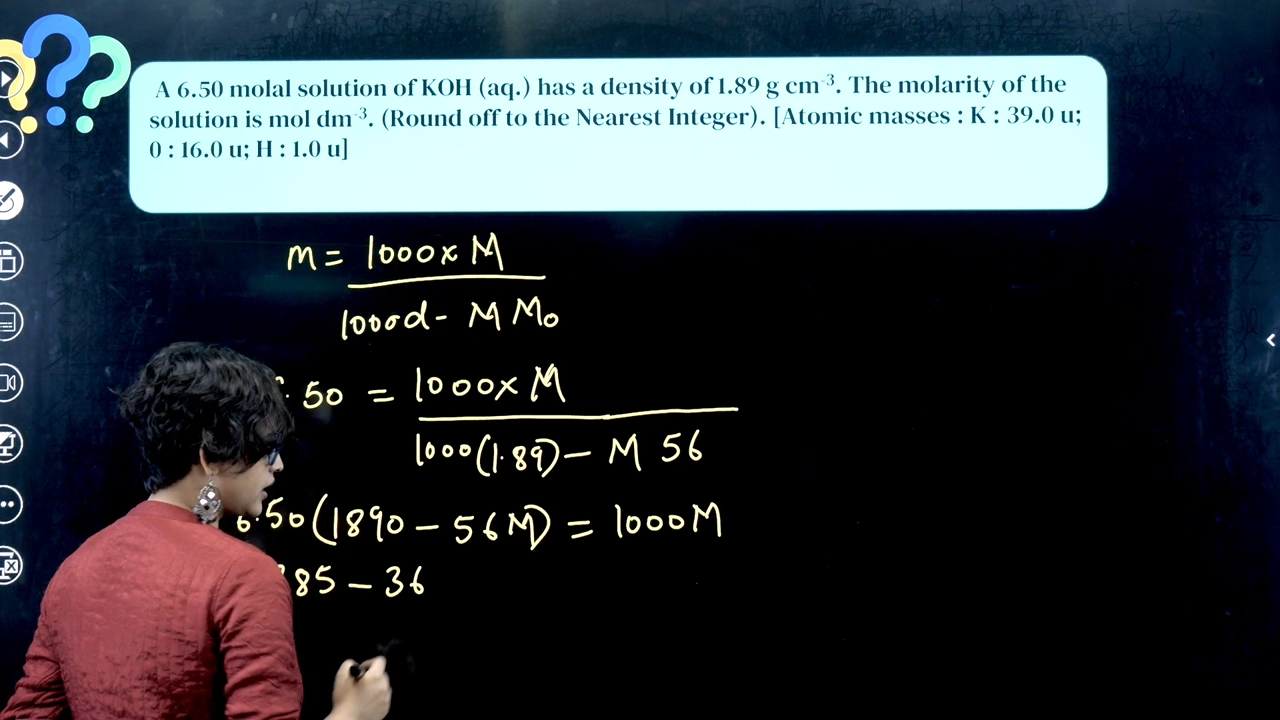 A 6.50 molal solution of KOH (aq.) has a density of 1.89 g cm⁻³. The molarity of the
solution is mol dm⁻³. (Round off to the Nearest Integer). [Atomic masses : K : 39.0 u;
0 : 16.0 u; H : 1.0 u]
m = 1000 x M
1000d - M M₀
.50 = 1000 x M
1000(1.89) - M 56
6.50(1890 - 56M) = 1000M
85 - 36